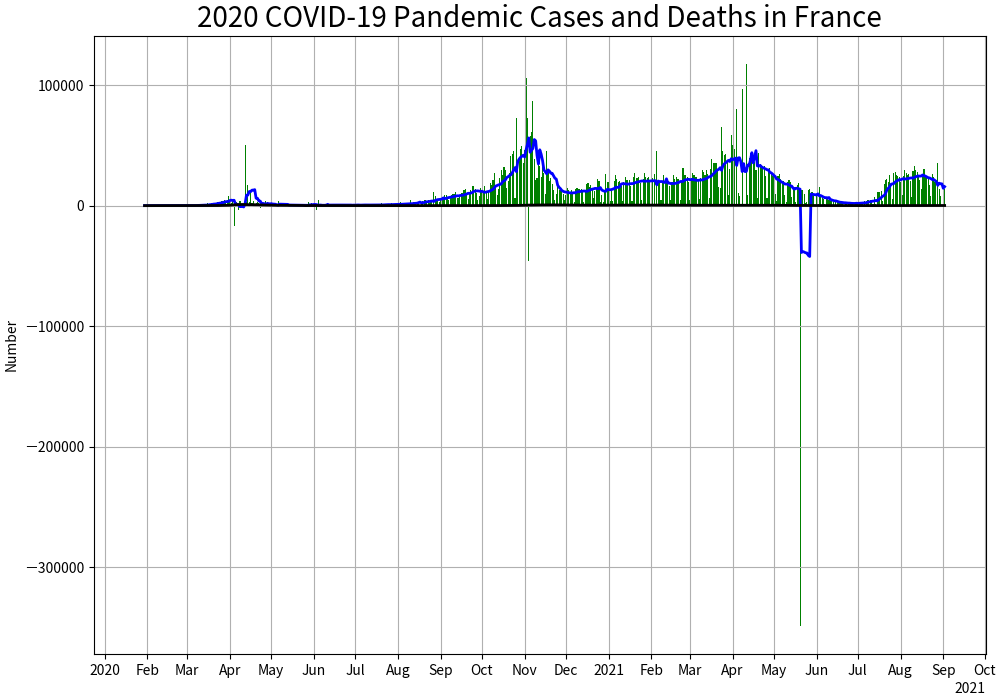 2020 COVID-19 Pandemic Cases and Deaths in France
100000
0
−100000
−200000
−300000
Number
2020 Feb Mar Apr May Jun Jul Aug Sep Oct Nov Dec 2021 Feb Mar Apr May Jun Jul Aug Sep Oct
2021